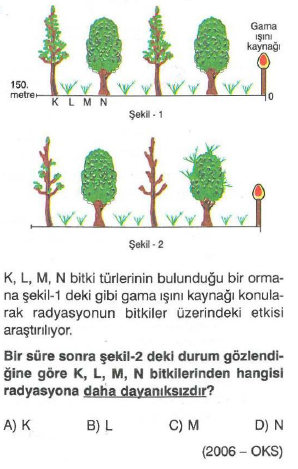 Gama
ışını
kaynağı
150.
metre
0
K L M N
Şekil - 1
Şekil - 2
K, L, M, N bitki türlerinin bulunduğu bir orma-
na şekil-1 deki gibi gama ışını kaynağı konula-
rak radyasyonun bitkiler üzerindeki etkisi
araştırılıyor.
Bir süre sonra şekil-2 deki durum gözlendi-
ğine göre K, L, M, N bitkilerinden hangisi
radyasyona daha dayanıksızdır?
A) K B) L C) M D) N
(2006 – OKS)